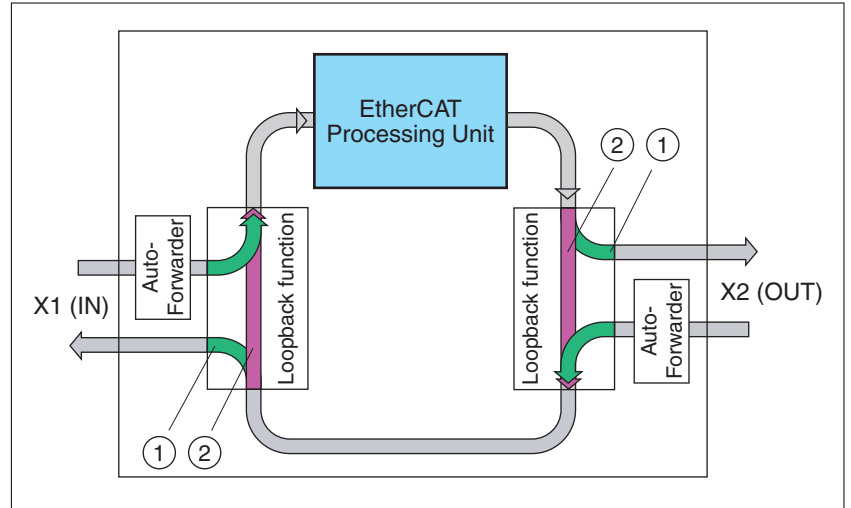 EtherCAT
Processing Unit
2
1
Auto-
Forwarder
Loopback function
Loopback function
X1 (IN)
X2 (OUT)
Auto-
Forwarder
1
2